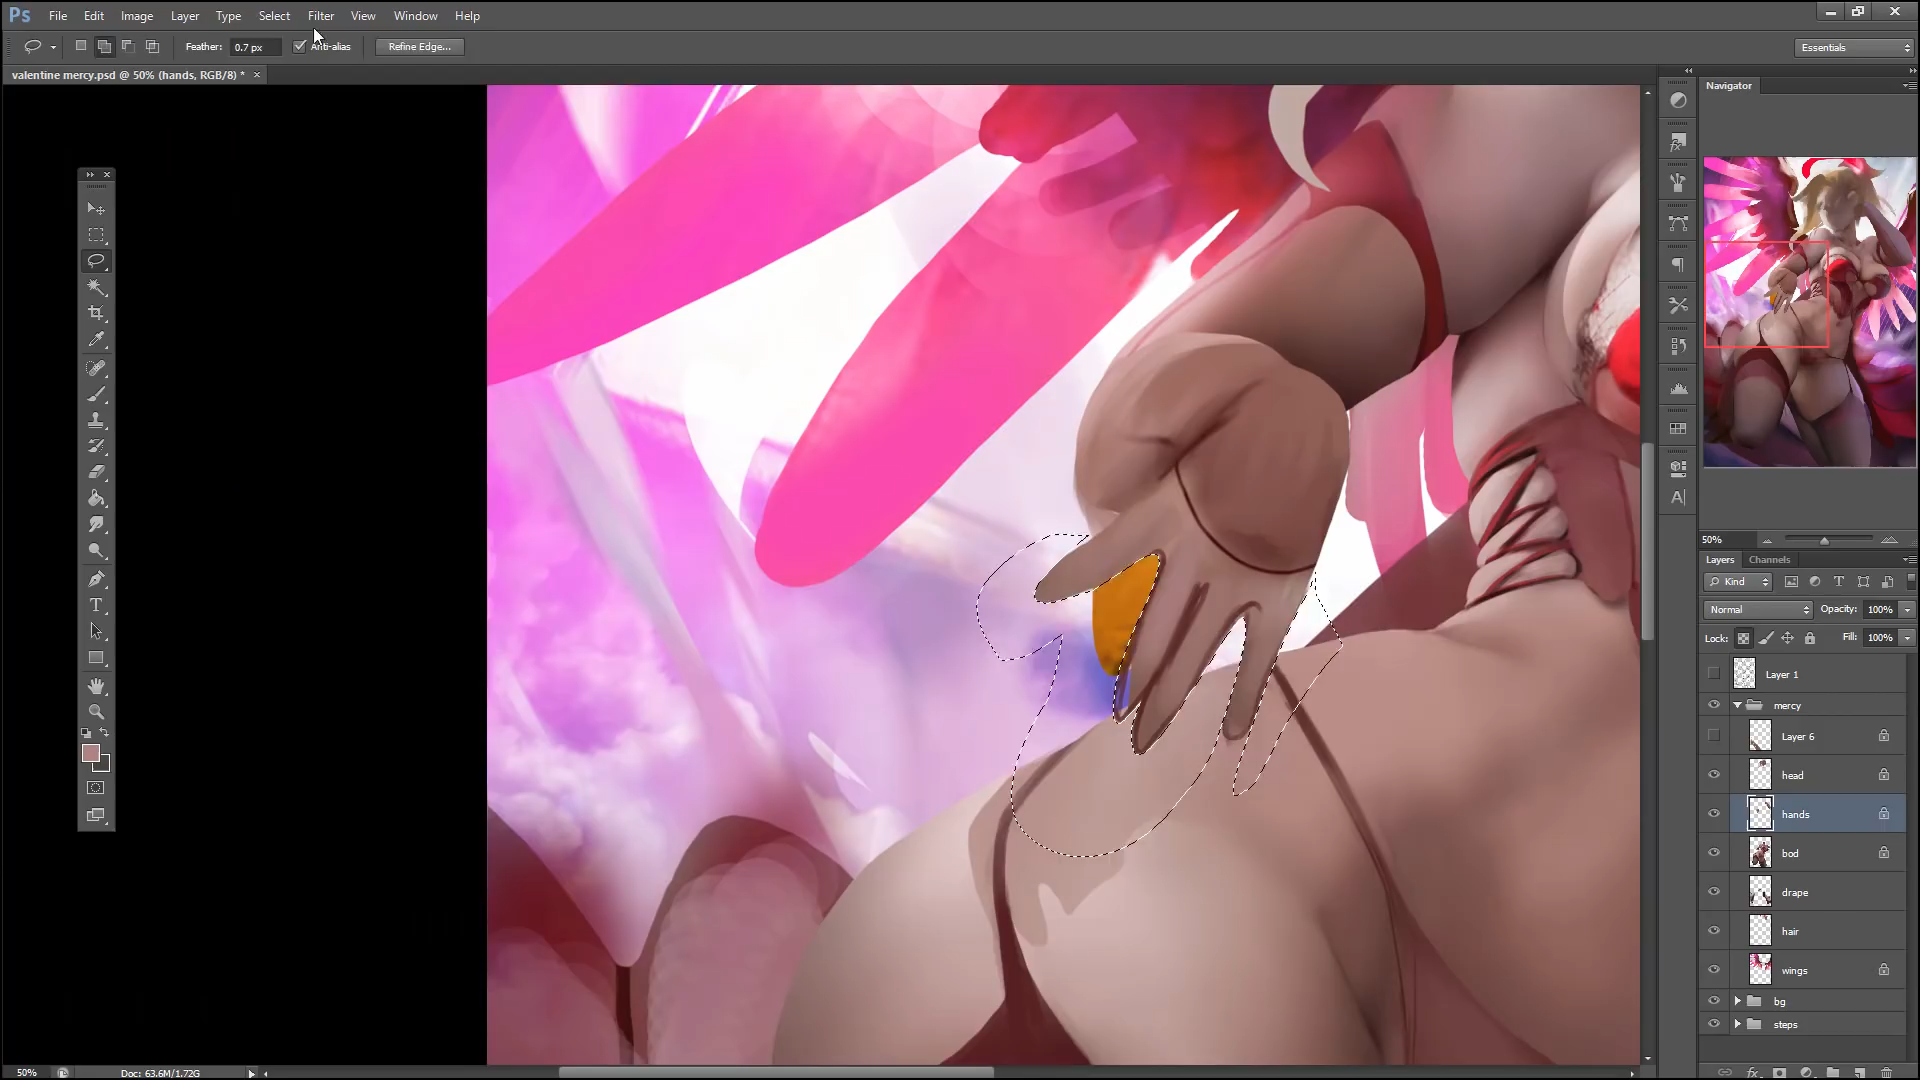 Ps File Edit Image Layer Type Select Filter View Window Help
Feather: 0.7 px Anti-alias Refine Edge... Essentials
valentine mercy.psd @ 50% (hands, RGB/8) * ×
Navigator
50%
Layers Channels
Kind
Normal Opacity: 100%
Lock: Fill: 100%
Layer 1
mercy
Layer 6
head
hands
bod
drape
hair
wings
bg
steps
50% Doc: 63.6M/1.72G